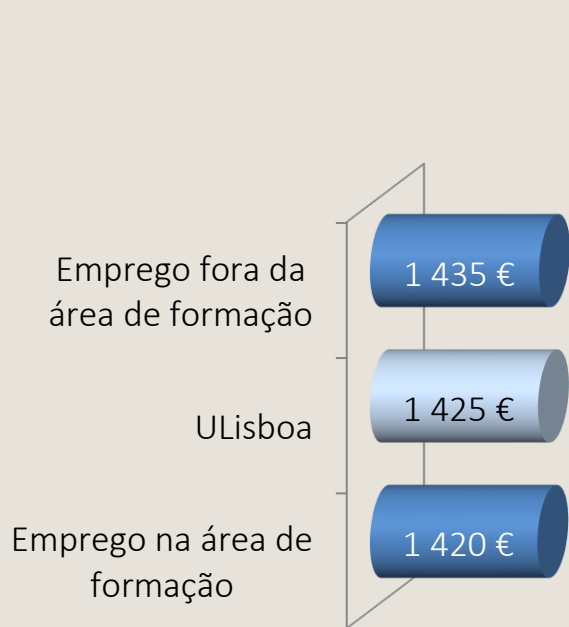 Emprego fora da
área de formação
1 435 €
ULisboa
1 425 €
Emprego na área de
formação
1 420 €